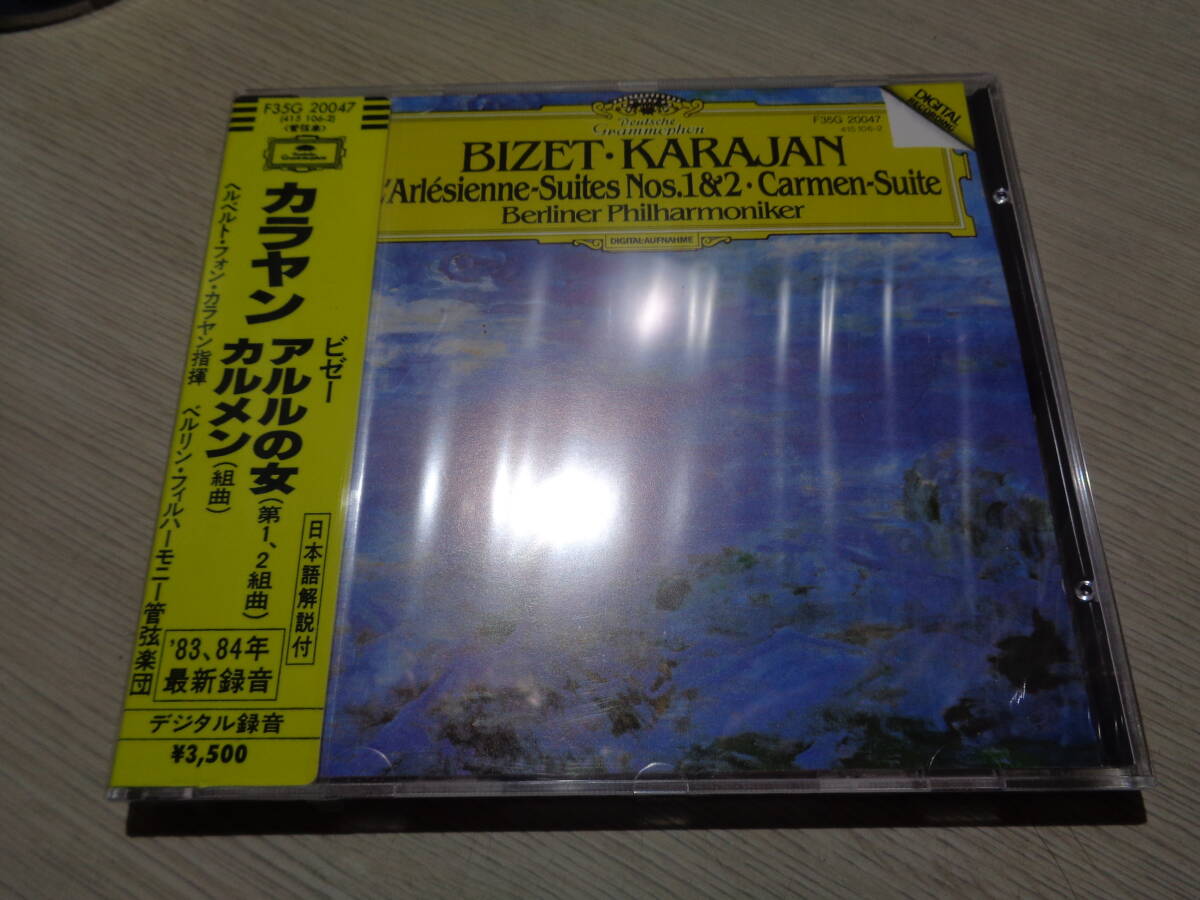 F35G 20047
(415 106-2)
〈管弦楽〉
Deutsche
Grammophon
カラヤン
ビゼー
アルルの女(第1、2組曲)
カルメン(組曲)
ヘルベルト・フォン・カラヤン指揮 ベルリン・フィルハーモニー管弦楽団
日本語解説付
'83、84年
最新録音
デジタル録音
¥3,500
Deutsche
Grammophon
F35G 20047
415 106-2
DIGITAL
RECORDING
BIZET・KARAJAN
L'Arlésienne-Suites Nos.1&2・Carmen-Suite
Berliner Philharmoniker
DIGITAL-AUFNAHME